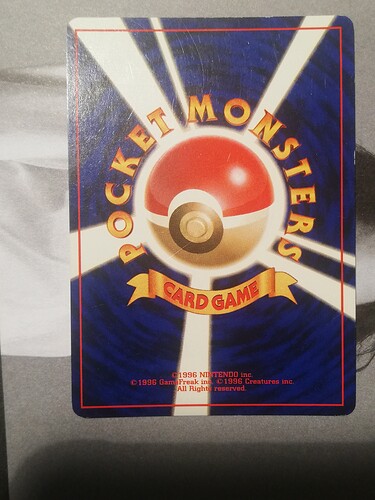 POCKET MONSTERS
CARD GAME
©1996 NINTENDO inc.
©1996 GameFreak inc. ©1996 Creatures inc.
All Rights reserved.